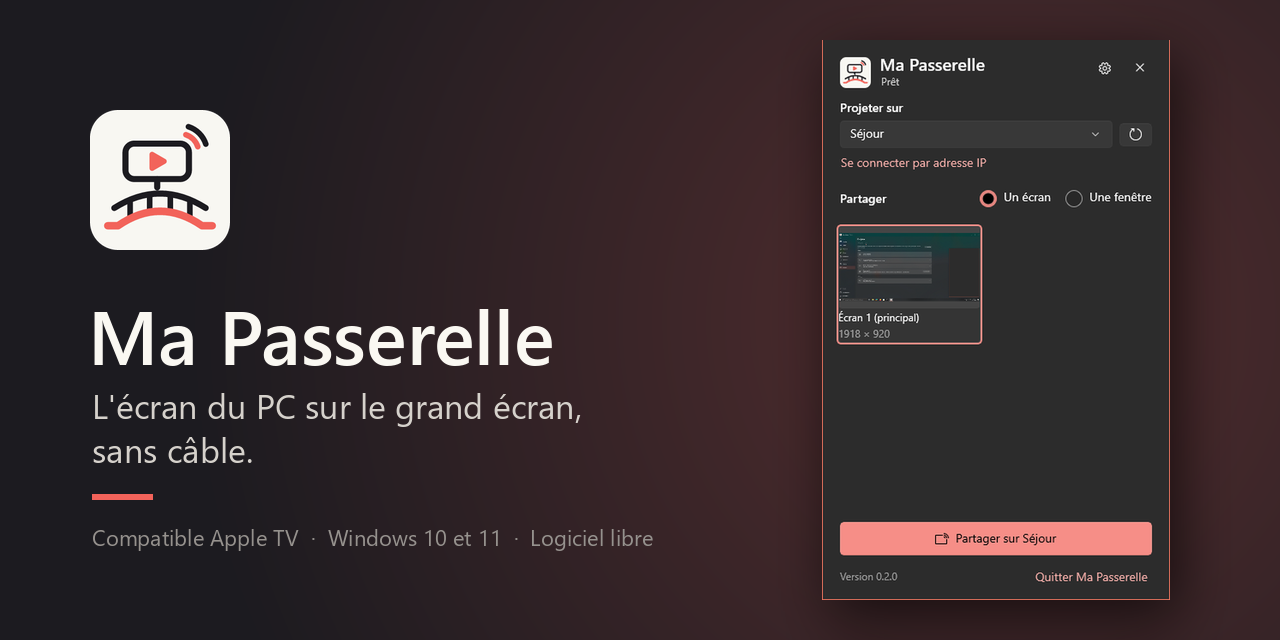 Ma Passerelle
L'écran du PC sur le grand écran,
sans câble.
Compatible Apple TV · Windows 10 et 11 · Logiciel libre
Ma Passerelle
Prêt
Projeter sur
Séjour
Se connecter par adresse IP
Partager
Un écran
Une fenêtre
Écran 1 (principal)
1918 × 920
Partager sur Séjour
Version 0.2.0
Quitter Ma Passerelle